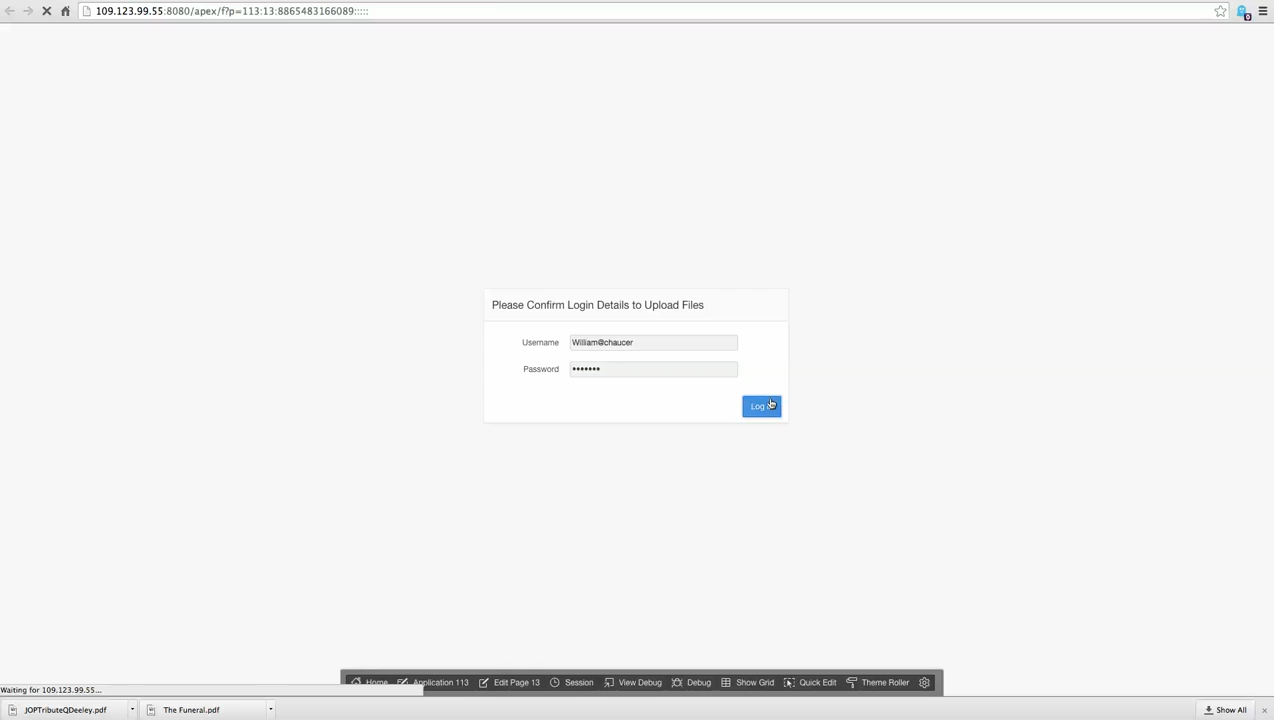 109.123.99.55:8080/apex/f?p=113:13:8865483166089:::::
Please Confirm Login Details to Upload Files
Username William@chaucer
Password •••••••
Log
Home Application 113 Edit Page 13 Session View Debug Debug Show Grid Quick Edit Theme Roller
Waiting for 109.123.99.55...
JOPTributeQDeeley.pdf The Funeral.pdf Show All